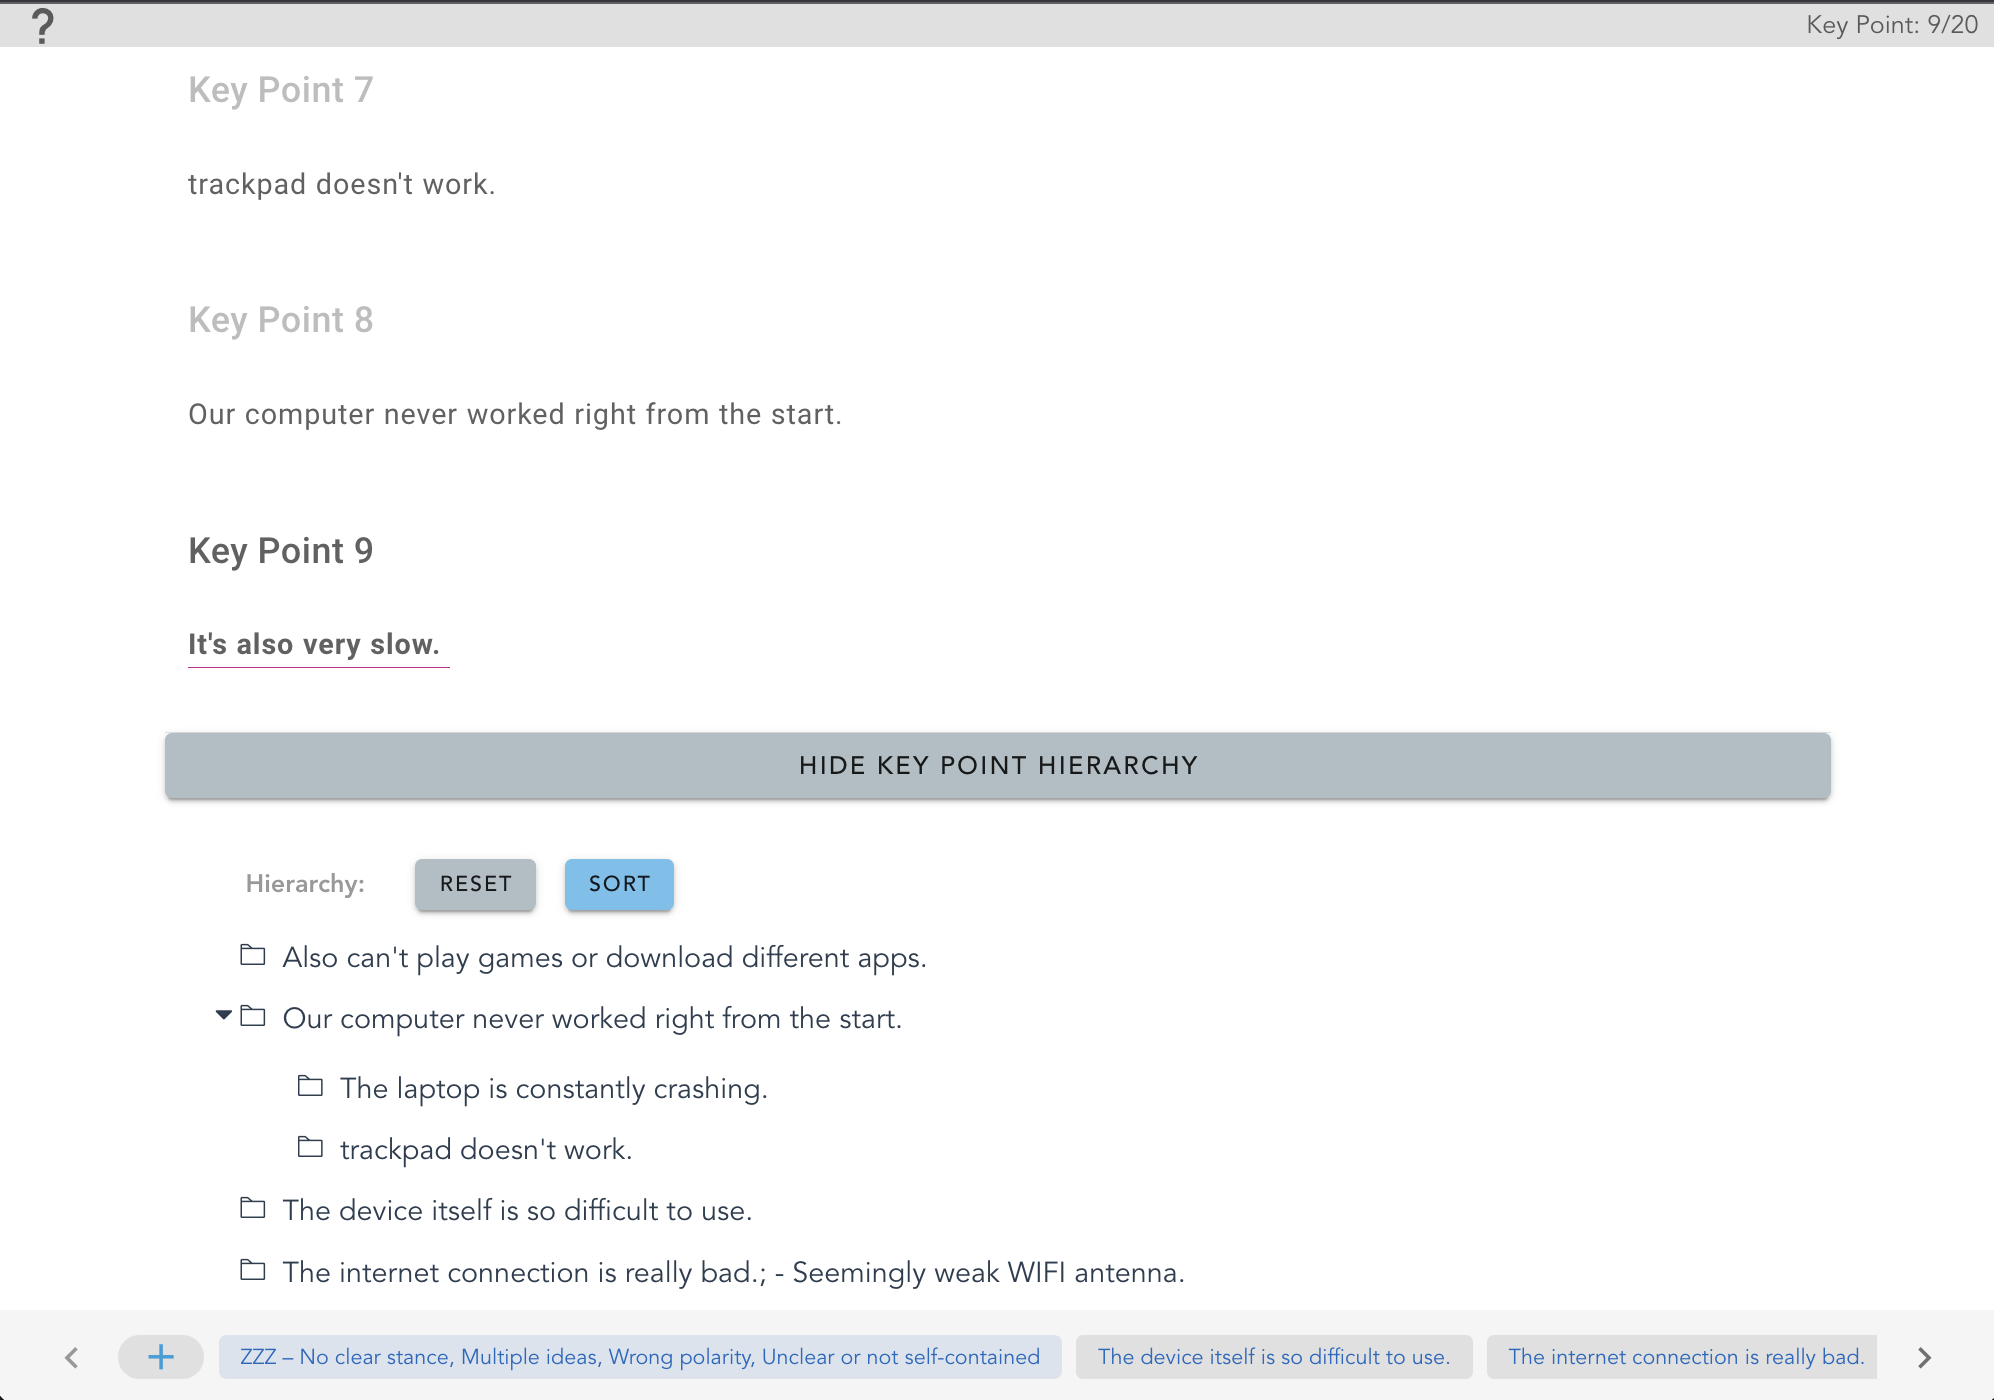 ?
Key Point: 9/20
Key Point 7
trackpad doesn't work.
Key Point 8
Our computer never worked right from the start.
Key Point 9
It's also very slow.
HIDE KEY POINT HIERARCHY
Hierarchy: RESET SORT
Also can't play games or download different apps.
Our computer never worked right from the start.
The laptop is constantly crashing.
trackpad doesn't work.
The device itself is so difficult to use.
The internet connection is really bad.; - Seemingly weak WIFI antenna.
+ ZZZ – No clear stance, Multiple ideas, Wrong polarity, Unclear or not self-contained The device itself is so difficult to use. The internet connection is really bad.